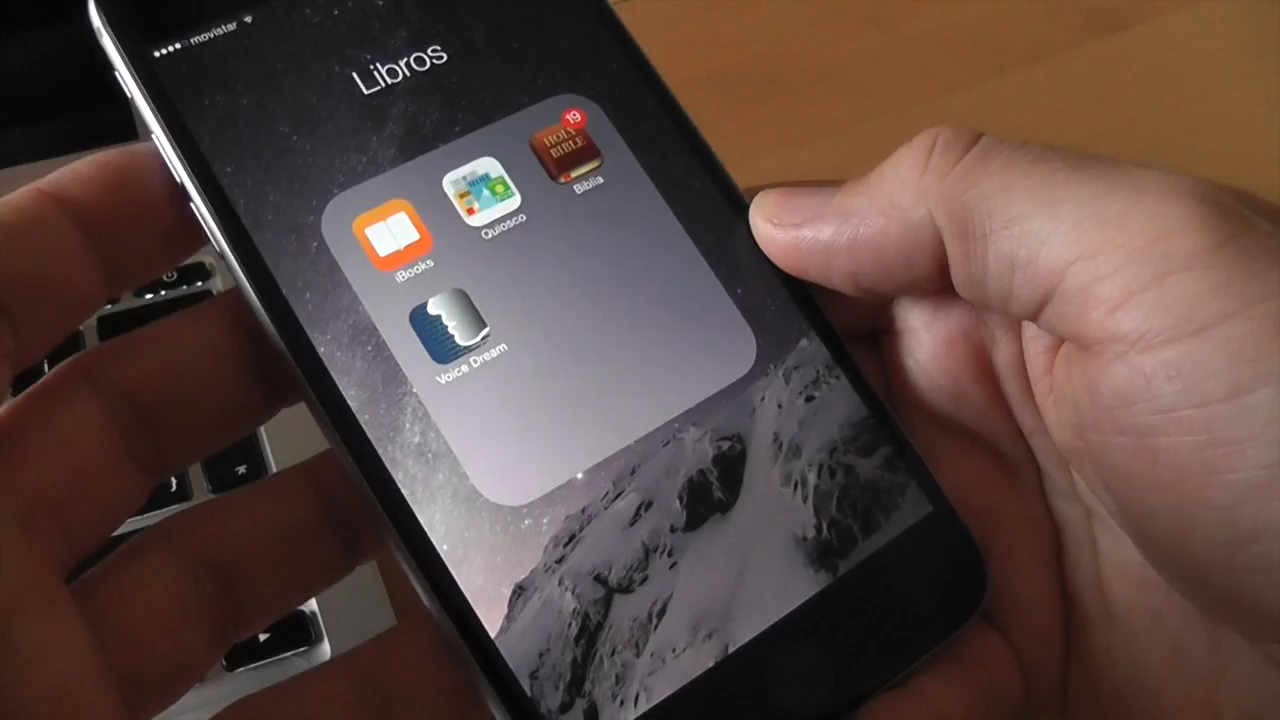 movistar
Libros
19
HOLY
BIBLE
iBooks
Quiosco
Biblia
Voice Dream